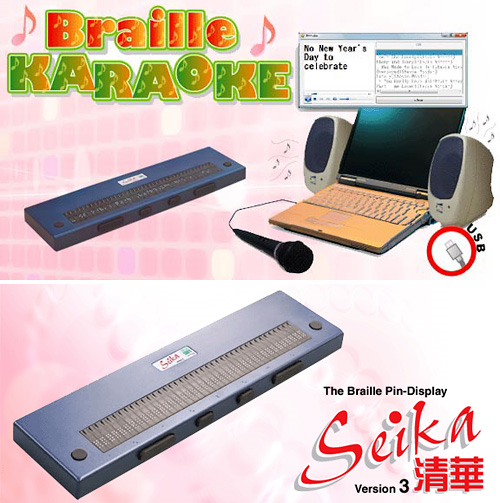 Braille
KARAOKE
No New Year's
Day to
celebrate
USB
Seika
The Braille Pin-Display
Seika
清華
Version 3